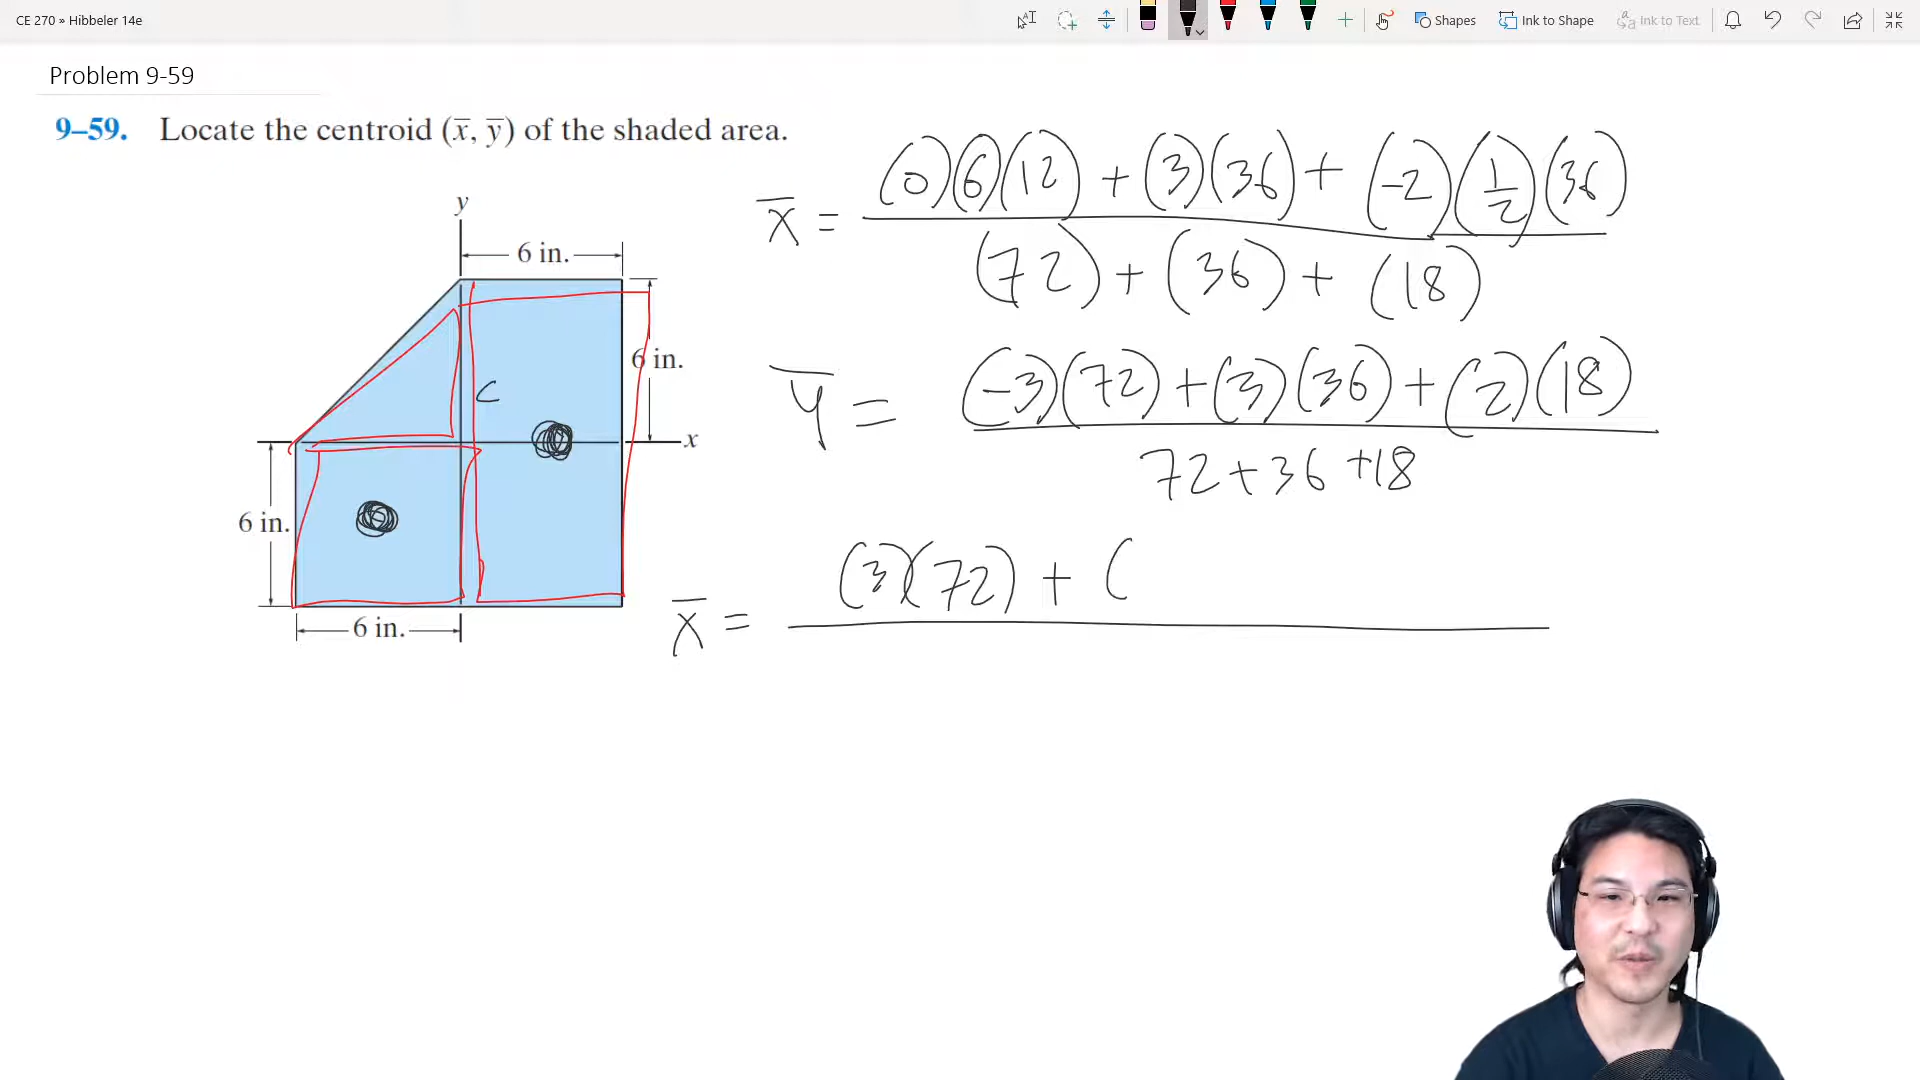 CE 270 » Hibbeler 14e
Shapes
Ink to Shape
Ink to Text
Problem 9-59
9–59. Locate the centroid (x̅, y̅) of the shaded area.
y
6 in.
6 in.
C
x
6 in.
6 in.
x̅ = (0)(6)(12) + (3)(36) + (-2)(1/2)(36)
(72) + (36) + (18)
y̅ = (-3)(72) + (3)(36) + (2)(18)
72 + 36 + 18
x̅ = (3)(72) + (